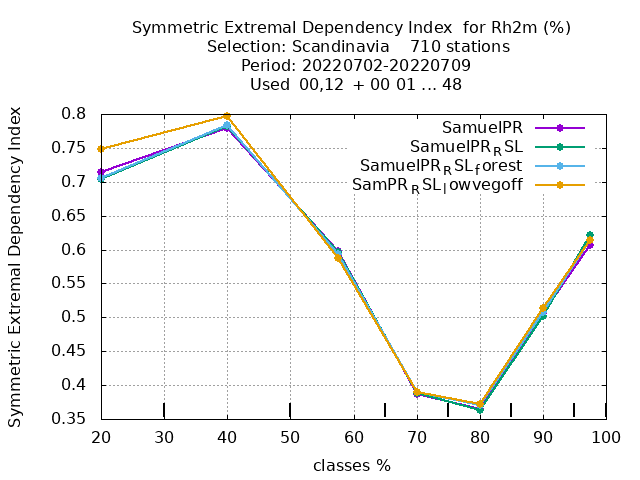 Symmetric Extremal Dependency Index for Rh2m (%)
Selection: Scandinavia 710 stations
Period: 20220702-20220709
Used 00,12 + 00 01 ... 48
SamuelPR
SamuelPR_RSL
SamuelPR_RSL_forest
SamPR_RSL_lowvegoff
Symmetric Extremal Dependency Index
0.8
0.75
0.7
0.65
0.6
0.55
0.5
0.45
0.4
0.35
20 30 40 50 60 70 80 90 100
classes %